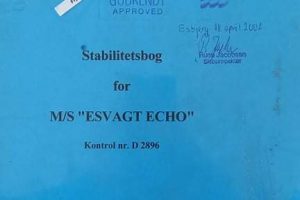 GODKENDT
APPROVED
Esbjerg 18 april 2002
Stabilitetsbog
for
M/S "ESVAGT ECHO"
Kontrol nr. D 2896